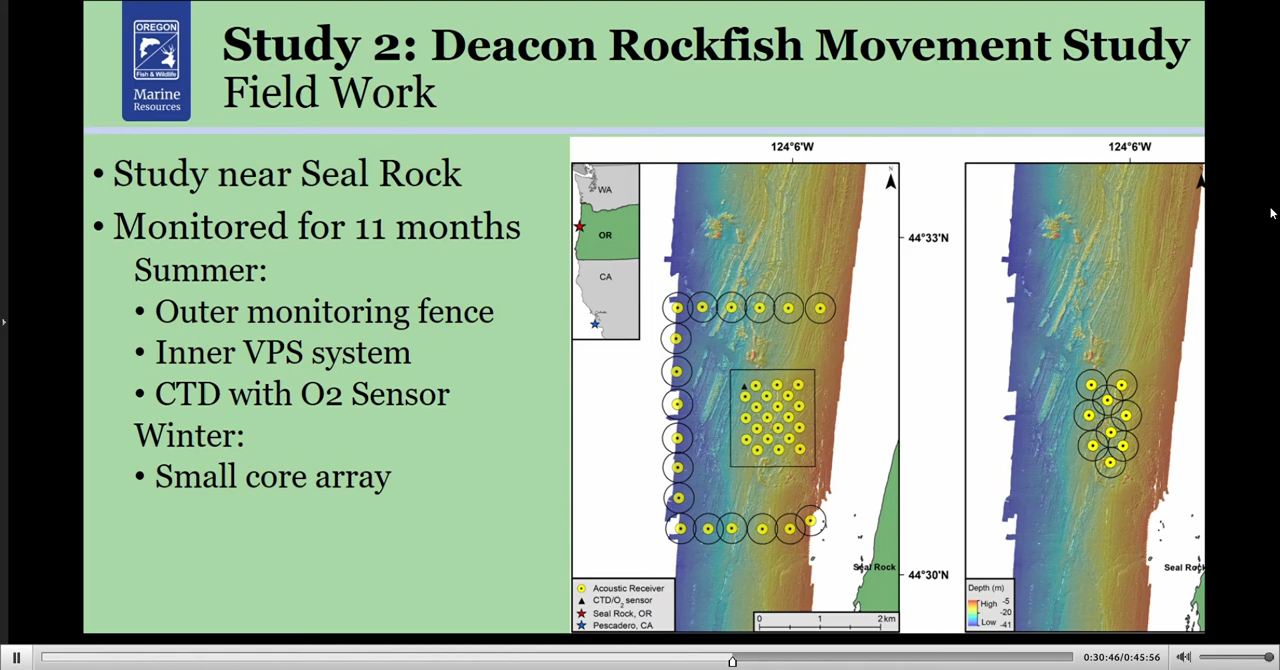 OREGON
Fish & Wildlife
Marine
Resources
Study 2: Deacon Rockfish Movement Study
Field Work
• Study near Seal Rock
• Monitored for 11 months
Summer:
• Outer monitoring fence
• Inner VPS system
• CTD with O2 Sensor
Winter:
• Small core array
124°6'W
124°6'W
N
WA
OR
CA
44°33'N
44°30'N
Seal Rock
Seal Rock
Acoustic Receiver
CTD/O2 sensor
Seal Rock, OR
Pescadero, CA
0 1 2 km
Depth (m)
High -5
-20
Low -41
0:30:46/0:45:56